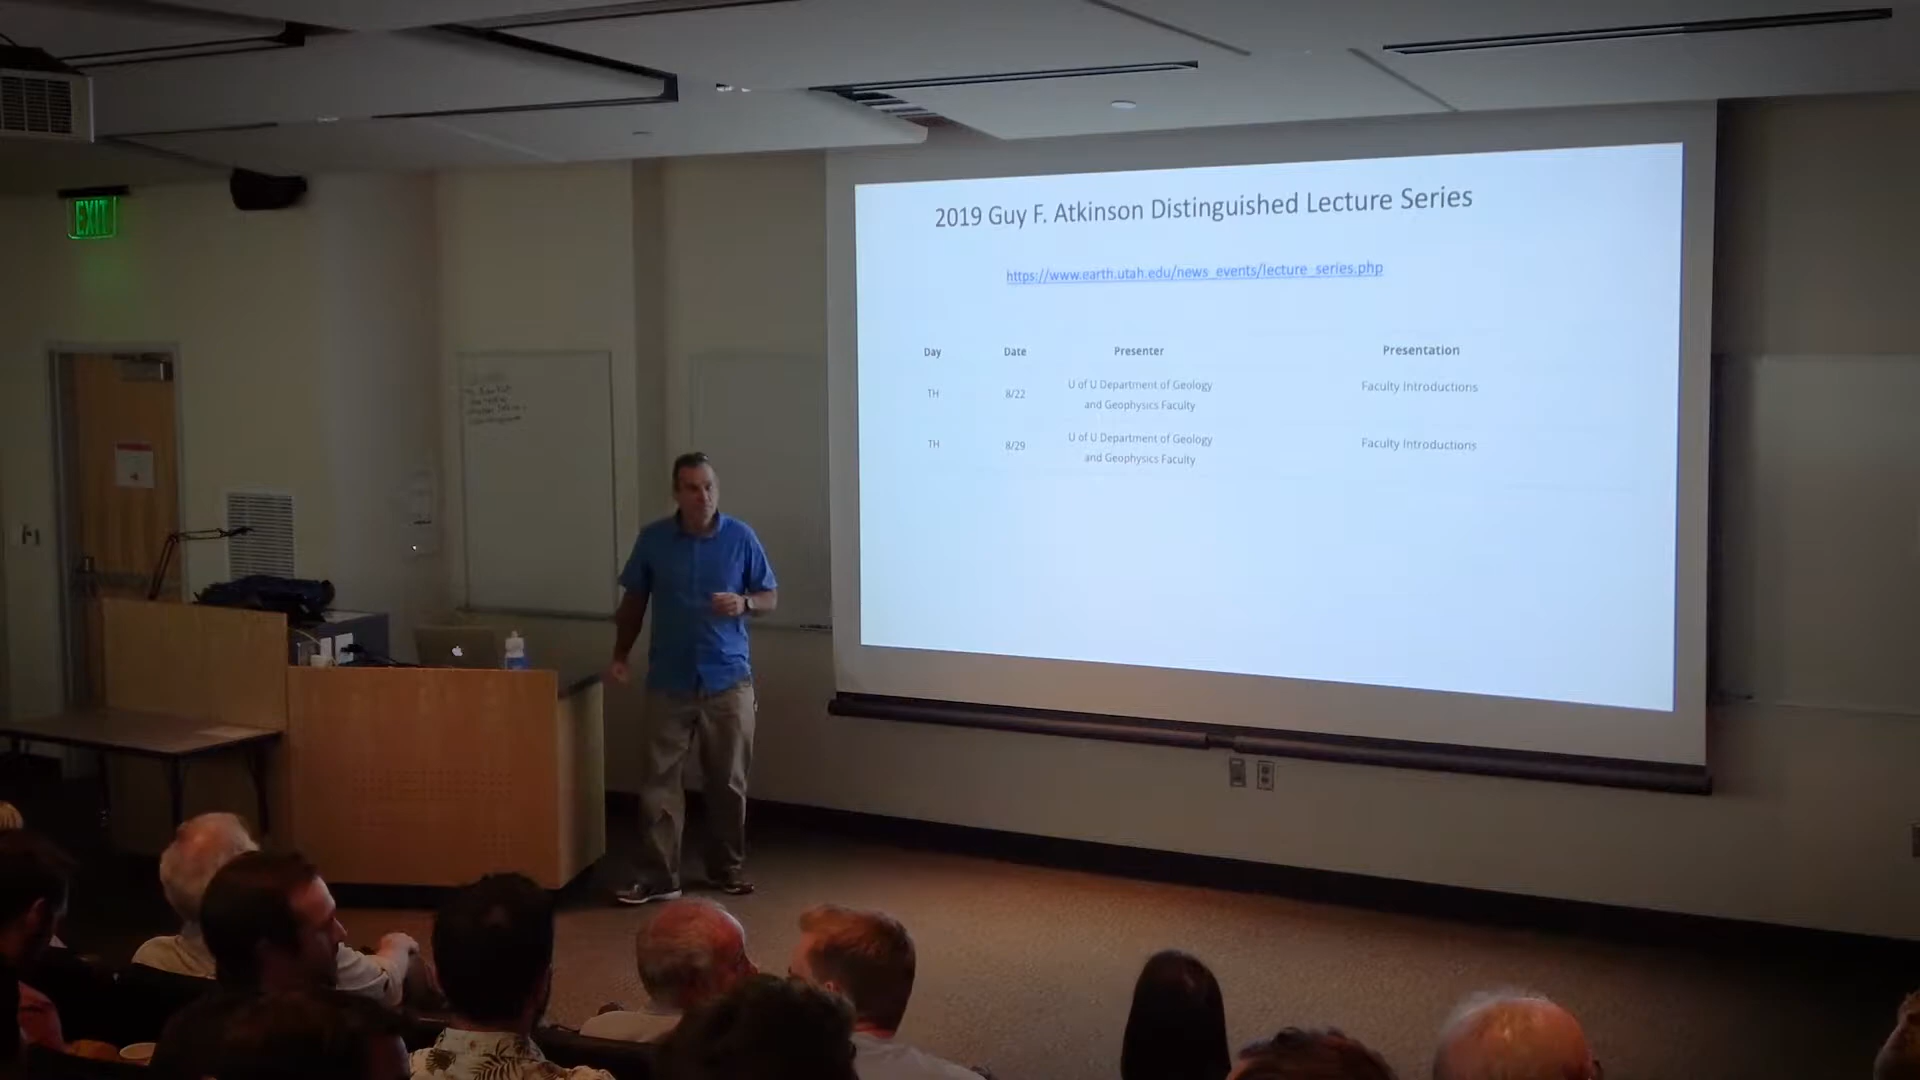 EXIT
2019 Guy F. Atkinson Distinguished Lecture Series
https://www.earth.utah.edu/news_events/lecture_series.php
Day Date Presenter Presentation
TH 8/22 U of U Department of Geology and Geophysics Faculty Faculty Introductions
TH 8/29 U of U Department of Geology and Geophysics Faculty Faculty Introductions